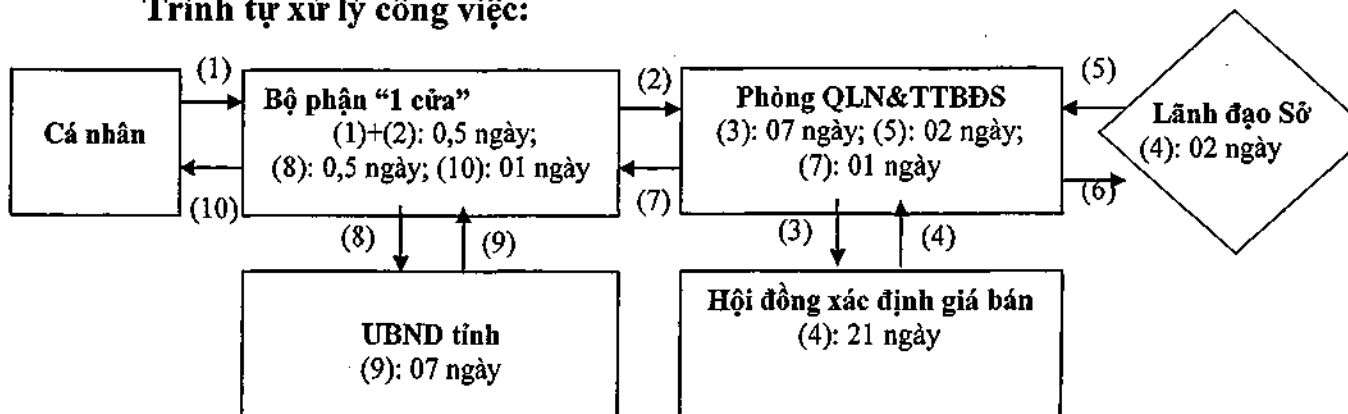 Trình tự xử lý công việc:
Cá nhân
(1)
(10)
Bộ phận “1 cửa”
(1)+(2): 0,5 ngày;
(8): 0,5 ngày; (10): 01 ngày
(2)
(7)
Phòng QLN&TTBĐS
(3): 07 ngày; (5): 02 ngày;
(7): 01 ngày
(5)
(6)
Lãnh đạo Sở
(4): 02 ngày
(8)
(9)
(3)
(4)
UBND tỉnh
(9): 07 ngày
Hội đồng xác định giá bán
(4): 21 ngày